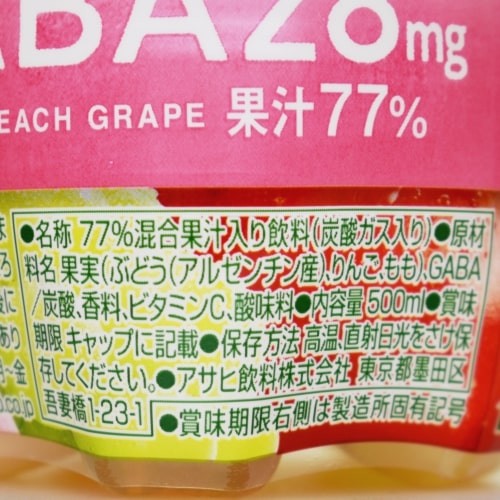 ABA28mg
EACH GRAPE 果汁77%
●名称 77%混合果汁入り飲料(炭酸ガス入り)●原材
料名 果実(ぶどう(アルゼンチン産)、りんご、もも)、GABA
/炭酸、香料、ビタミンC、酸味料●内容量 500ml●賞味
期限 キャップに記載●保存方法 高温、直射日光をさけ保
存してください。●アサヒ飲料株式会社 東京都墨田区
吾妻橋1-23-1
●賞味期限右側は製造所固有記号